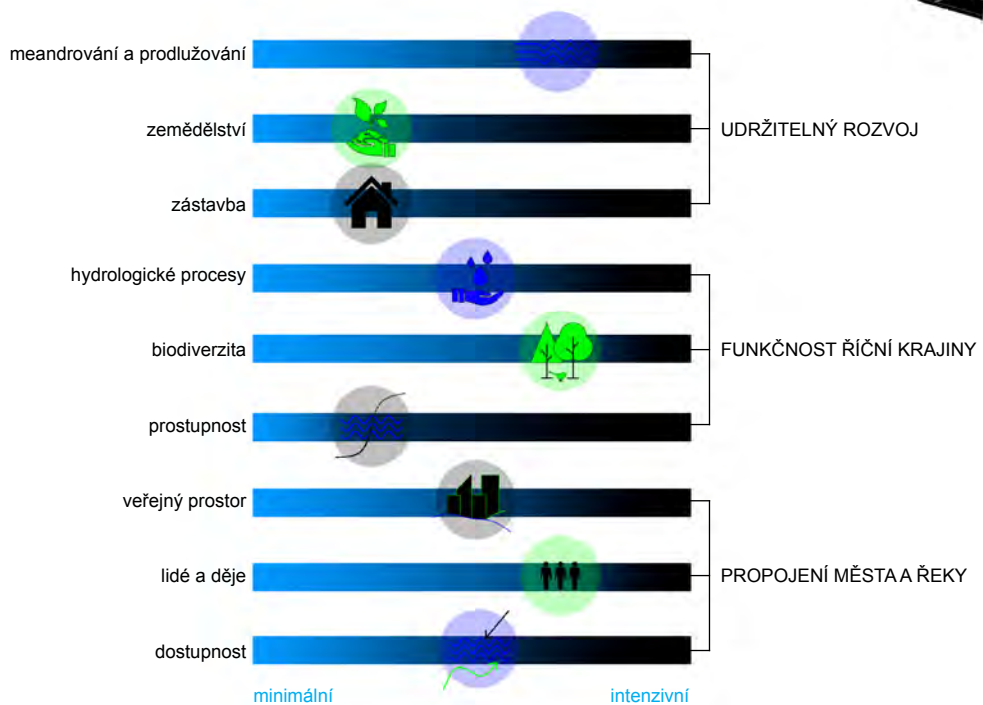 meandrování a prodlužování
zemědělství
UDRŽITELNÝ ROZVOJ
zástavba
hydrologické procesy
biodiverzita
FUNKČNOST ŘÍČNÍ KRAJINY
prostupnost
veřejný prostor
lidé a děje
PROPOJENÍ MĚSTA A ŘEKY
dostupnost
minimální
intenzivní